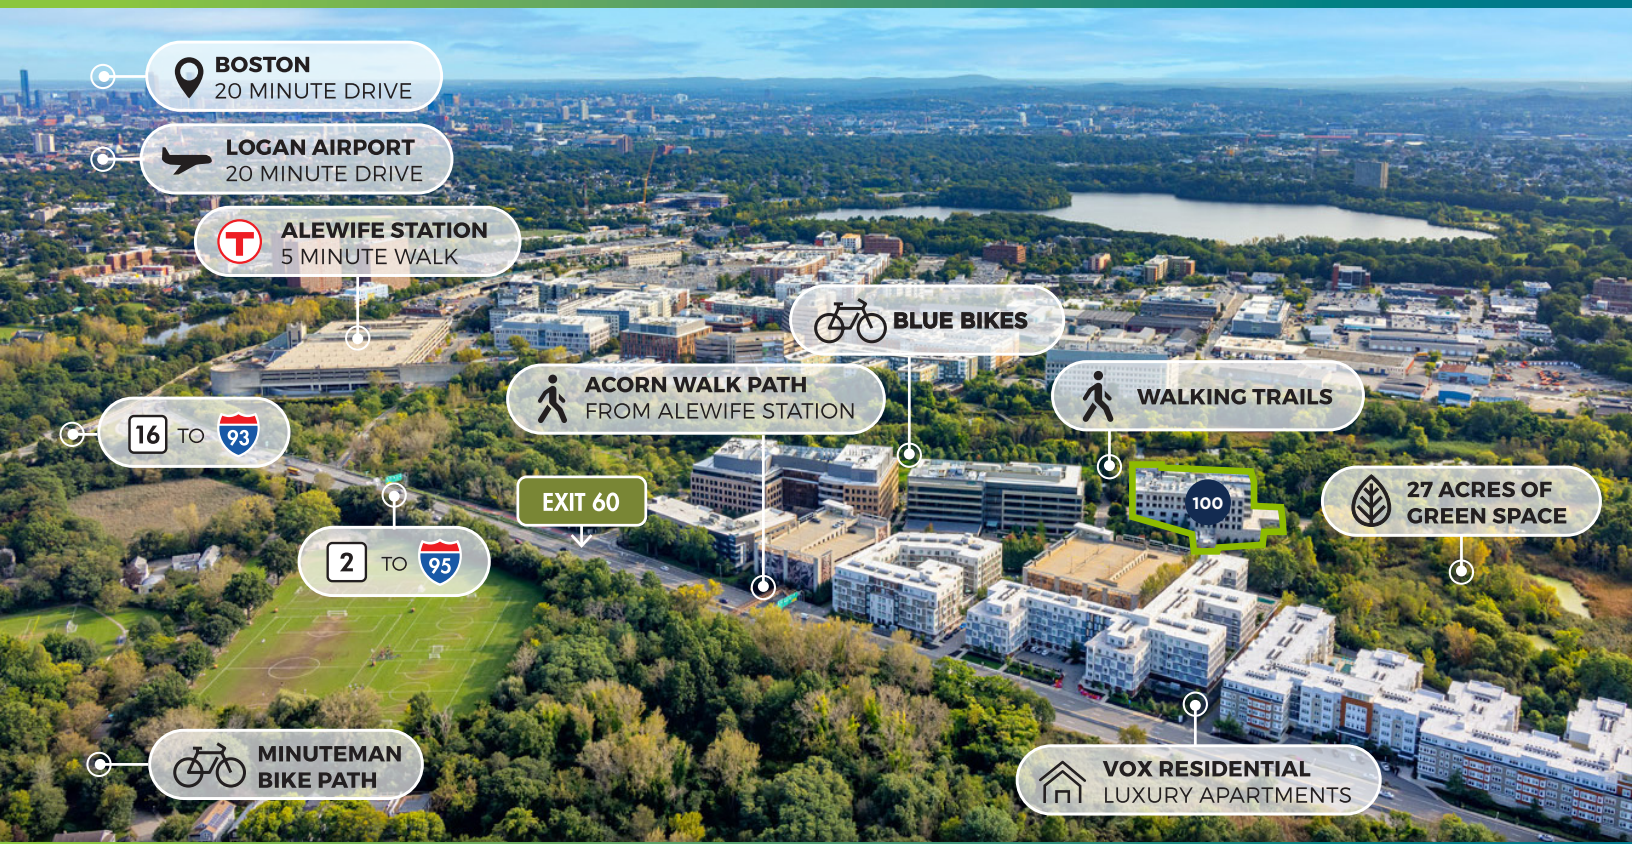 BOSTON
20 MINUTE DRIVE
LOGAN AIRPORT
20 MINUTE DRIVE
T
ALEWIFE STATION
5 MINUTE WALK
BLUE BIKES
ACORN WALK PATH
FROM ALEWIFE STATION
WALKING TRAILS
16 TO 93
EXIT 60
100
27 ACRES OF
GREEN SPACE
2 TO 95
MINUTEMAN
BIKE PATH
VOX RESIDENTIAL
LUXURY APARTMENTS